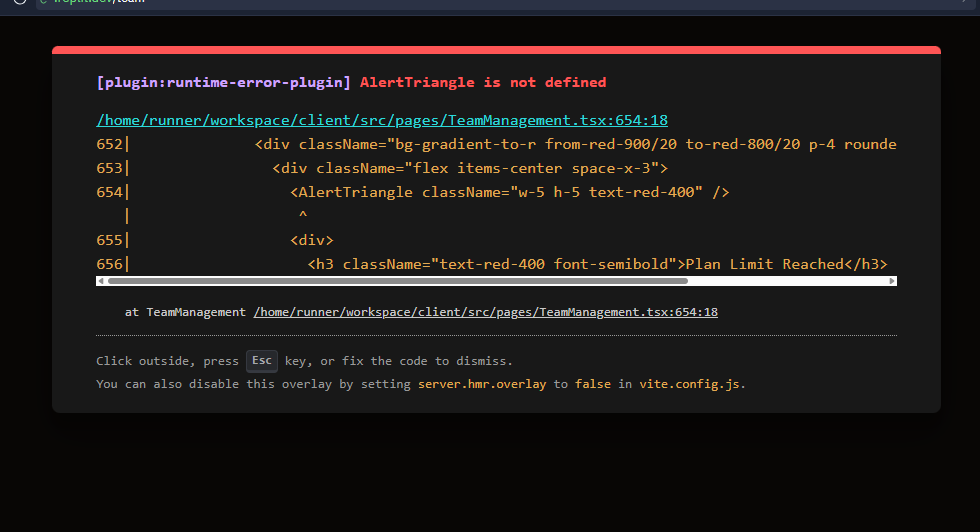 [plugin:runtime-error-plugin] AlertTriangle is not defined
/home/runner/workspace/client/src/pages/TeamManagement.tsx:654:18
652|              <div className="bg-gradient-to-r from-red-900/20 to-red-800/20 p-4 rounde
653|                <div className="flex items-center space-x-3">
654|                  <AlertTriangle className="w-5 h-5 text-red-400" />
   |                   ^
655|                  <div>
656|                    <h3 className="text-red-400 font-semibold">Plan Limit Reached</h3>
at TeamManagement /home/runner/workspace/client/src/pages/TeamManagement.tsx:654:18
Click outside, press Esc key, or fix the code to dismiss.
You can also disable this overlay by setting server.hmr.overlay to false in vite.config.js.